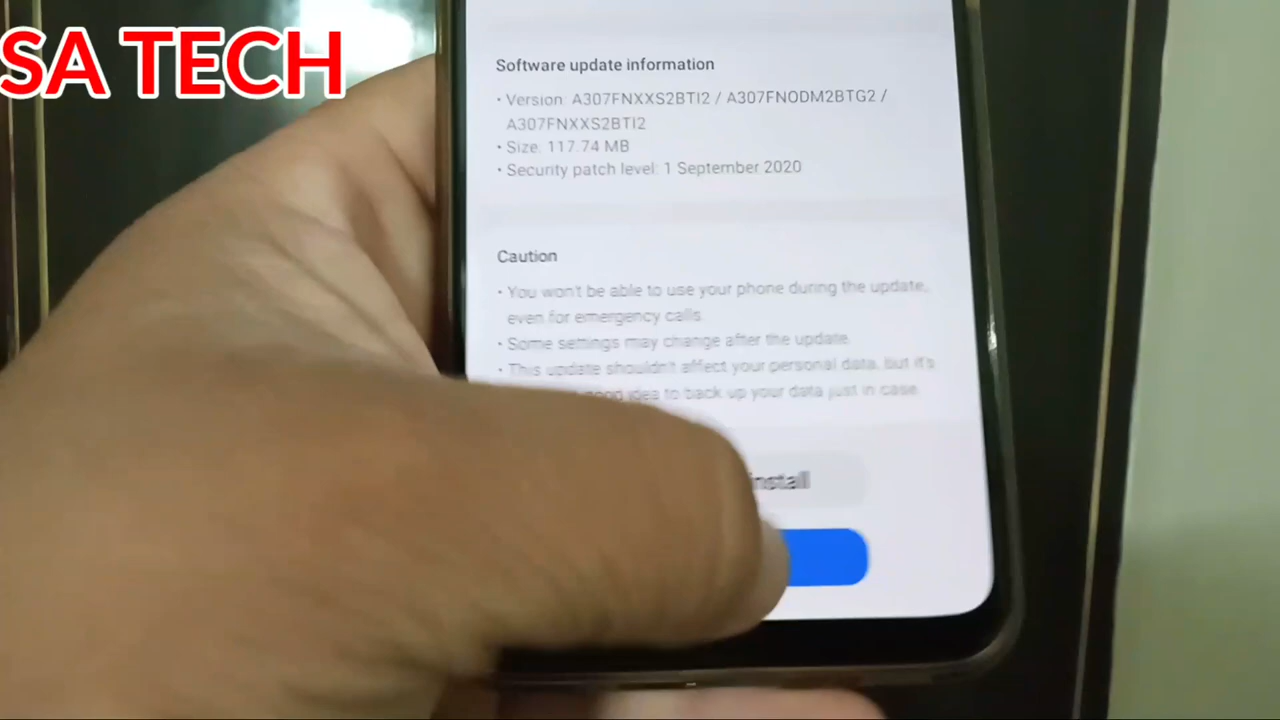 SA TECH
Software update information
• Version: A307FNXXS2BTI2 / A307FNODM2BTG2 /
A307FNXXS2BTI2
• Size: 117.74 MB
• Security patch level: 1 September 2020
Caution
• You won't be able to use your phone during the update,
even for emergency calls.
• Some settings may change after the update.
• This update shouldn't affect your personal data, but it's
good idea to back up your data just in case.
install